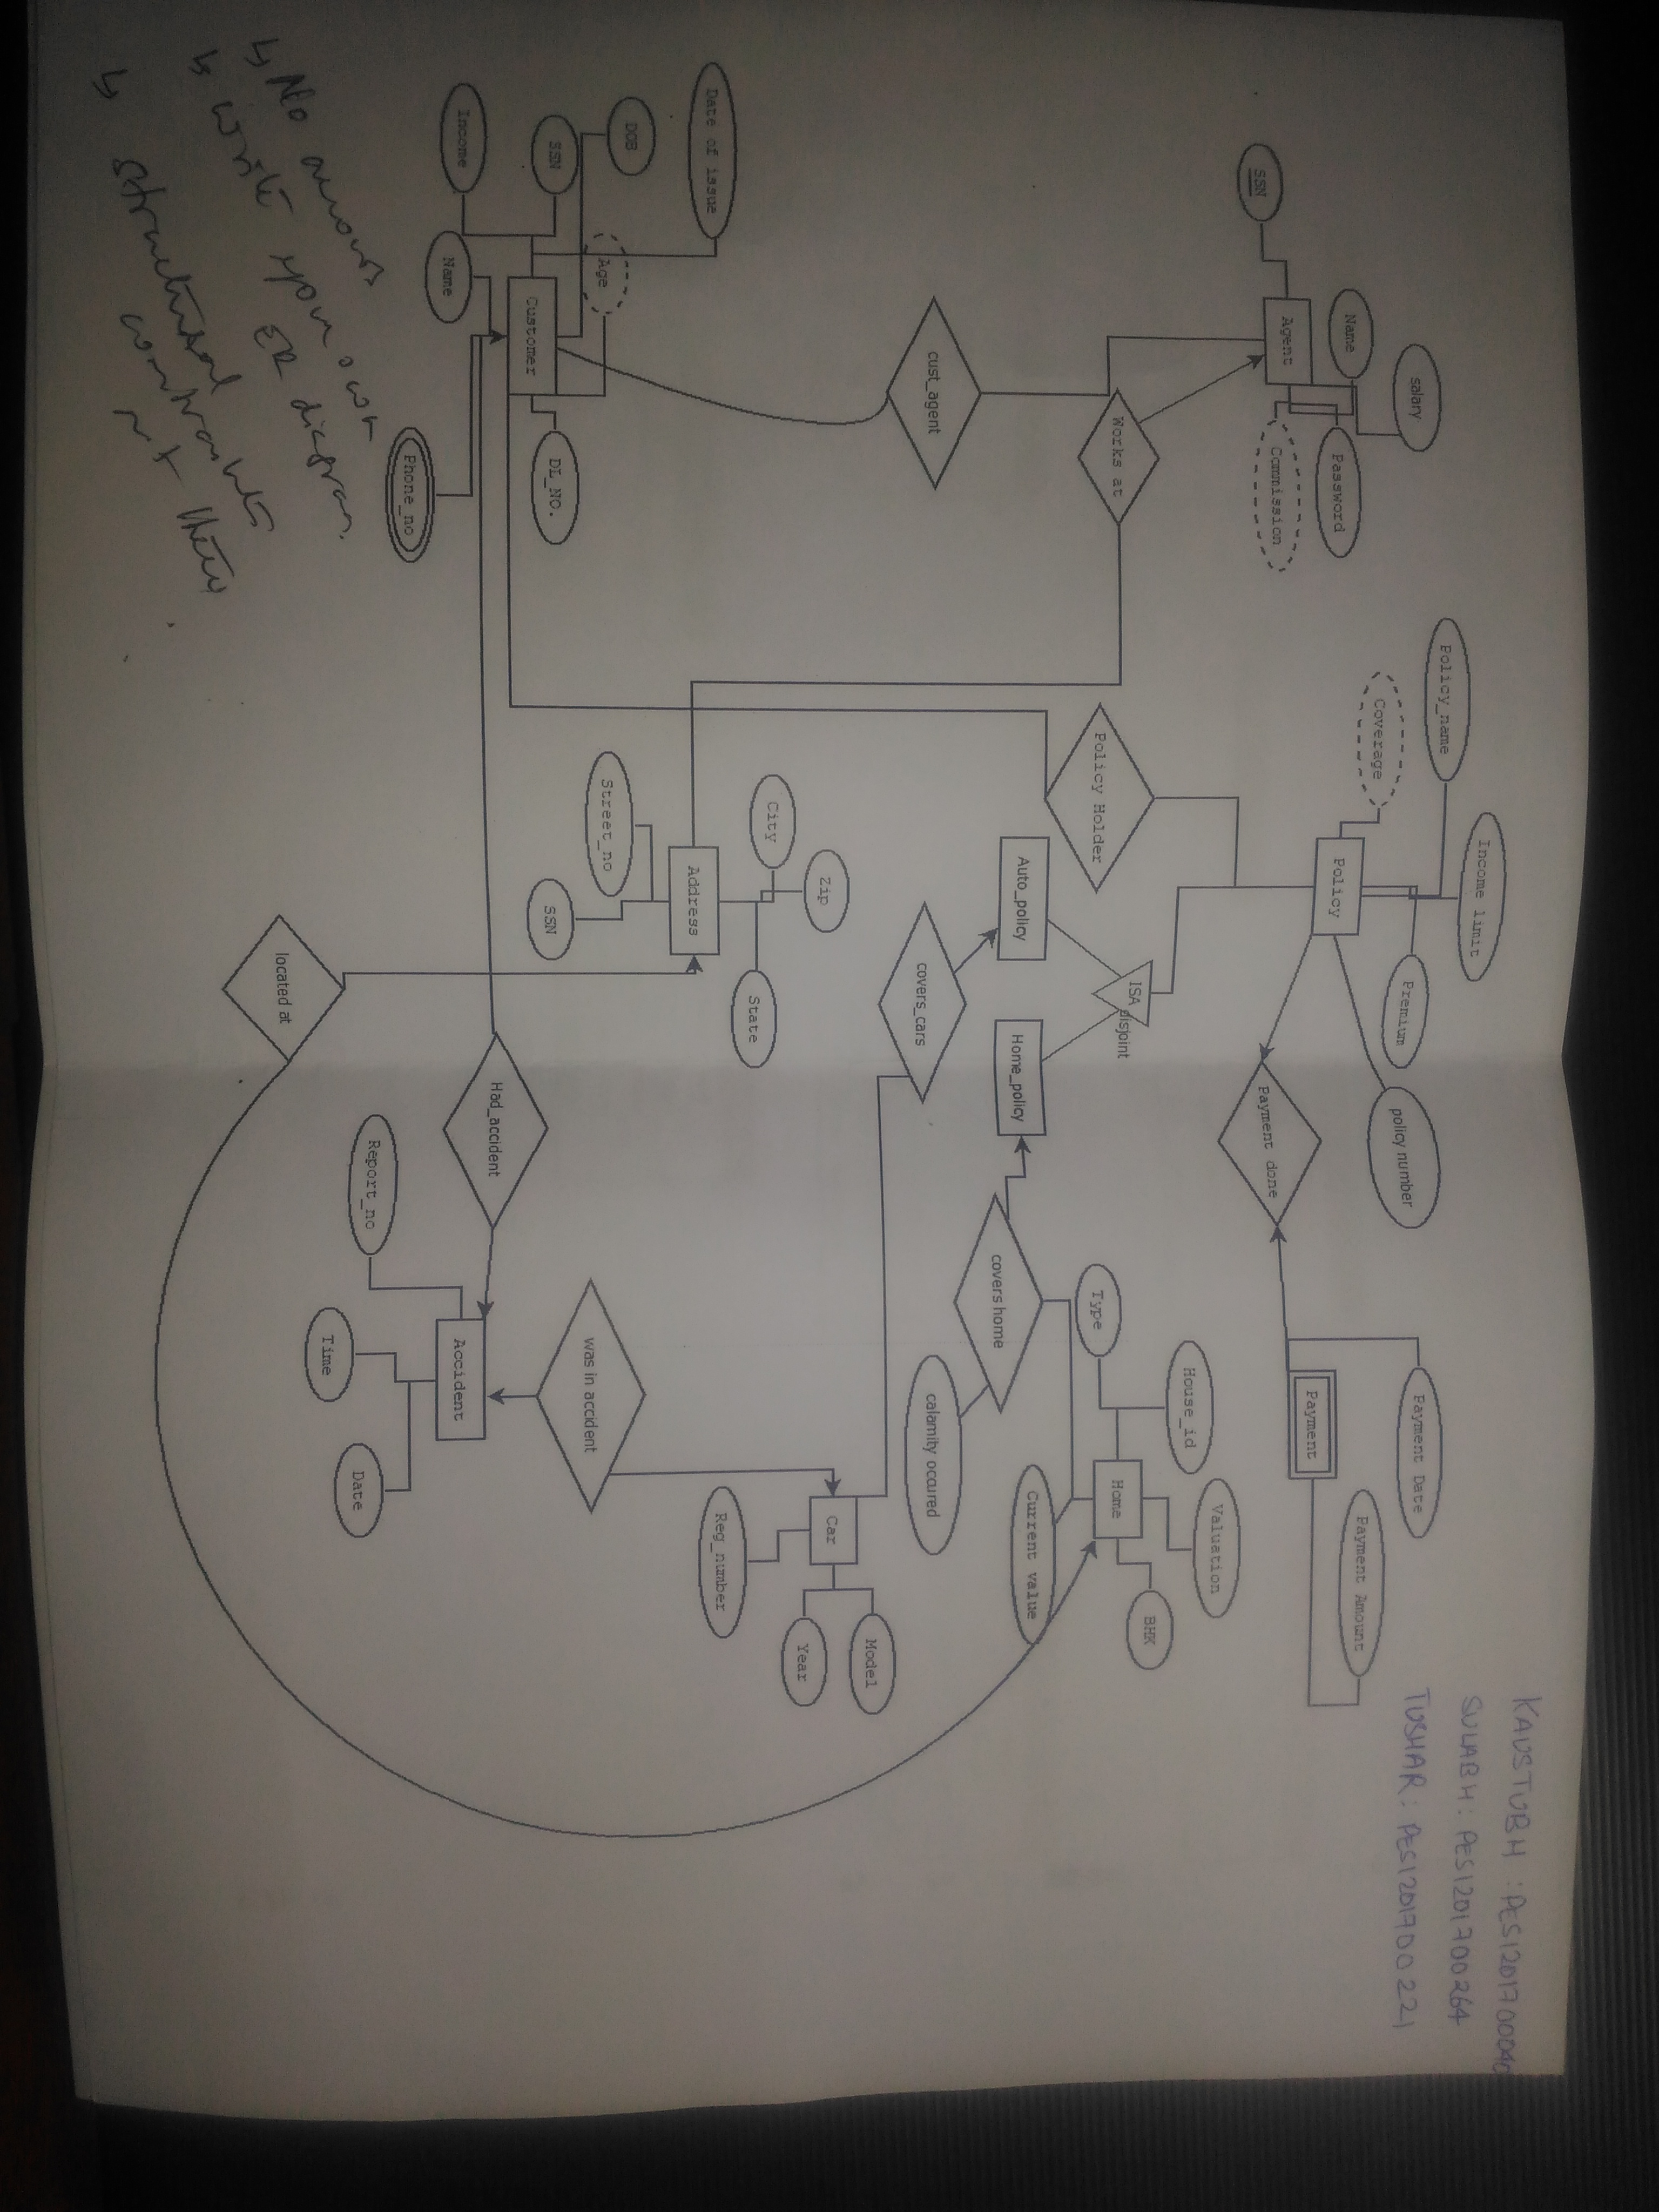 KAUSTUBH : PES1201700040
SULABH : PES1201700264
TUSHAR : PES1201700221
SSN
Name
salary
Agent
Password
Commission
Policy_name
Income limit
Coverage
Policy
Premium
policy number
Payment done
Payment Date
Payment
Payment Amount
Works at
cust_agent
Policy Holder
ISA
disjoint
Auto_policy
Home_policy
covers_cars
covers home
Type
House_id
Valuation
Home
BHK
Current value
calamity occured
Date of issue
DOB
Age
SSN
Income
Name
Customer
DL_NO.
Phone_no
City
Zip
Street_no
Address
SSN
State
located at
Had_accident
was in accident
Car
Model
Year
Reg_number
Report_no
Accident
Time
Date
↳ No arrows
↳ write your own
ER diagram.
↳ structural
constraints
not there